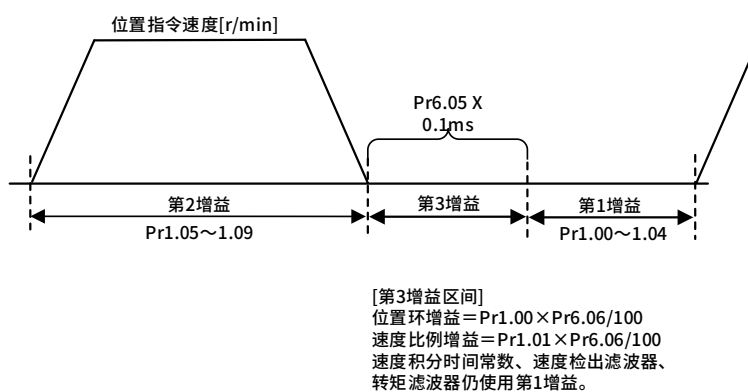 位置指令速度[r/min]
Pr6.05 X
0.1ms
第2增益
第3增益
第1增益
Pr1.05～1.09
Pr1.00～1.04
[第3增益区间]
位置环增益＝Pr1.00×Pr6.06/100
速度比例增益＝Pr1.01×Pr6.06/100
速度积分时间常数、速度检出滤波器、
转矩滤波器仍使用第1增益。